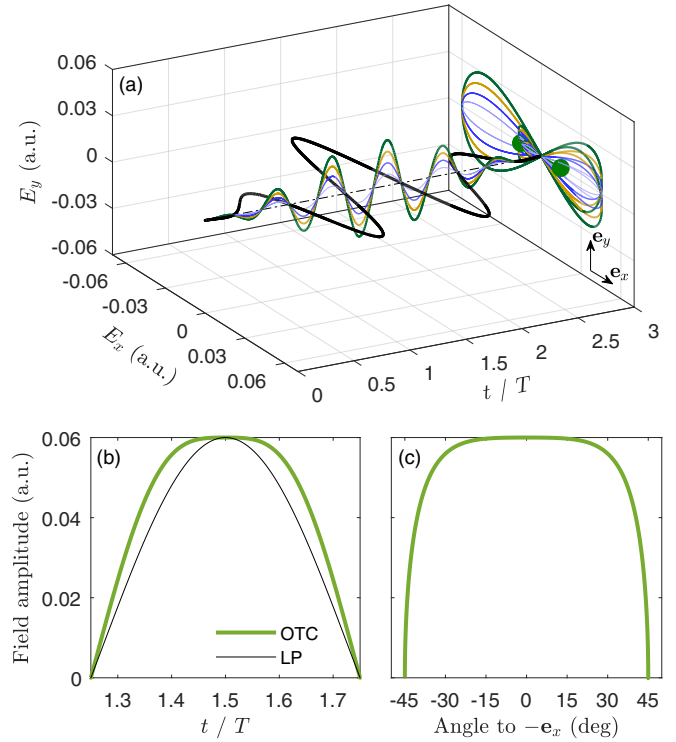 (a)
E_y (a.u.)
0.06
0.03
0
-0.03
-0.06
-0.06
-0.03
0
0.03
0.06
E_x (a.u.)
0
0.5
1
1.5
2
2.5
3
t / T
e_y
e_x
(b)
Field amplitude (a.u.)
0.06
0.04
0.02
0
OTC
LP
1.3
1.4
1.5
1.6
1.7
t / T
(c)
-45 -30 -15 0 15 30 45
Angle to −e_x (deg)